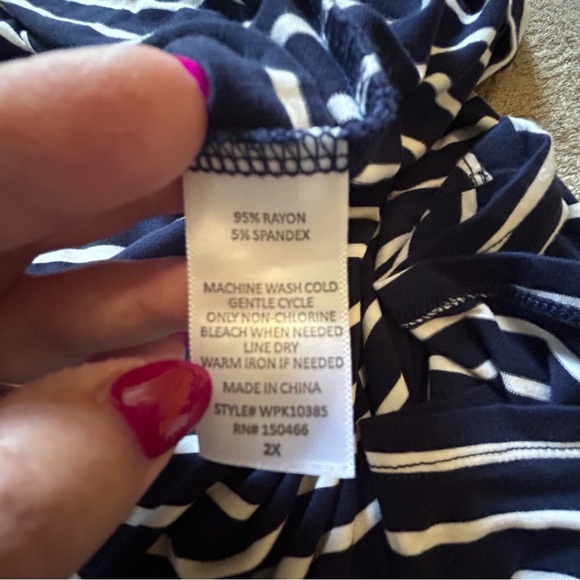 95% RAYON
5% SPANDEX
MACHINE WASH COLD
GENTLE CYCLE
ONLY NON-CHLORINE
BLEACH WHEN NEEDED
LINE DRY
WARM IRON IF NEEDED
MADE IN CHINA
STYLE# WPK10385
RN# 150466
2X